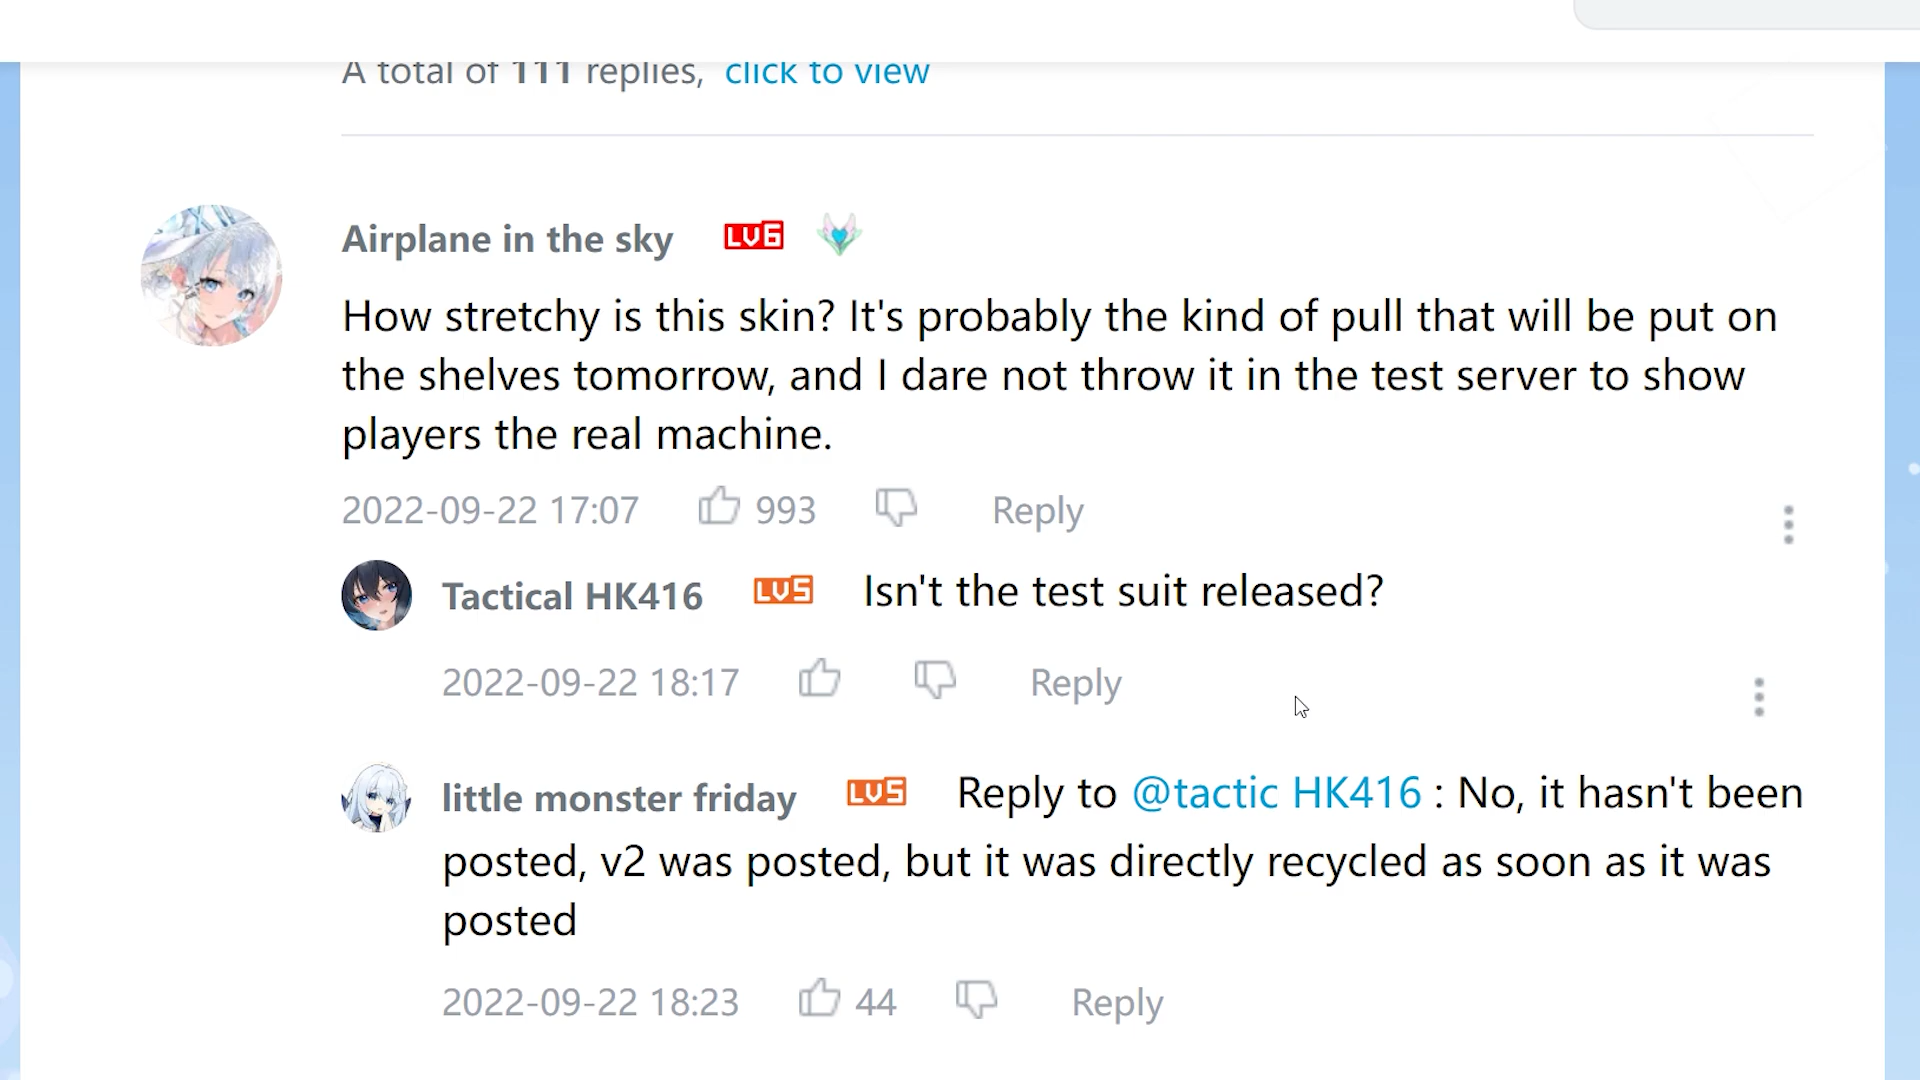 A total of 111 replies, click to view
Airplane in the sky LV6
How stretchy is this skin? It's probably the kind of pull that will be put on
the shelves tomorrow, and I dare not throw it in the test server to show
players the real machine.
2022-09-22 17:07 993 Reply
Tactical HK416 LV5 Isn't the test suit released?
2022-09-22 18:17 Reply
little monster friday LV5 Reply to @tactic HK416 : No, it hasn't been
posted, v2 was posted, but it was directly recycled as soon as it was
posted
2022-09-22 18:23 44 Reply